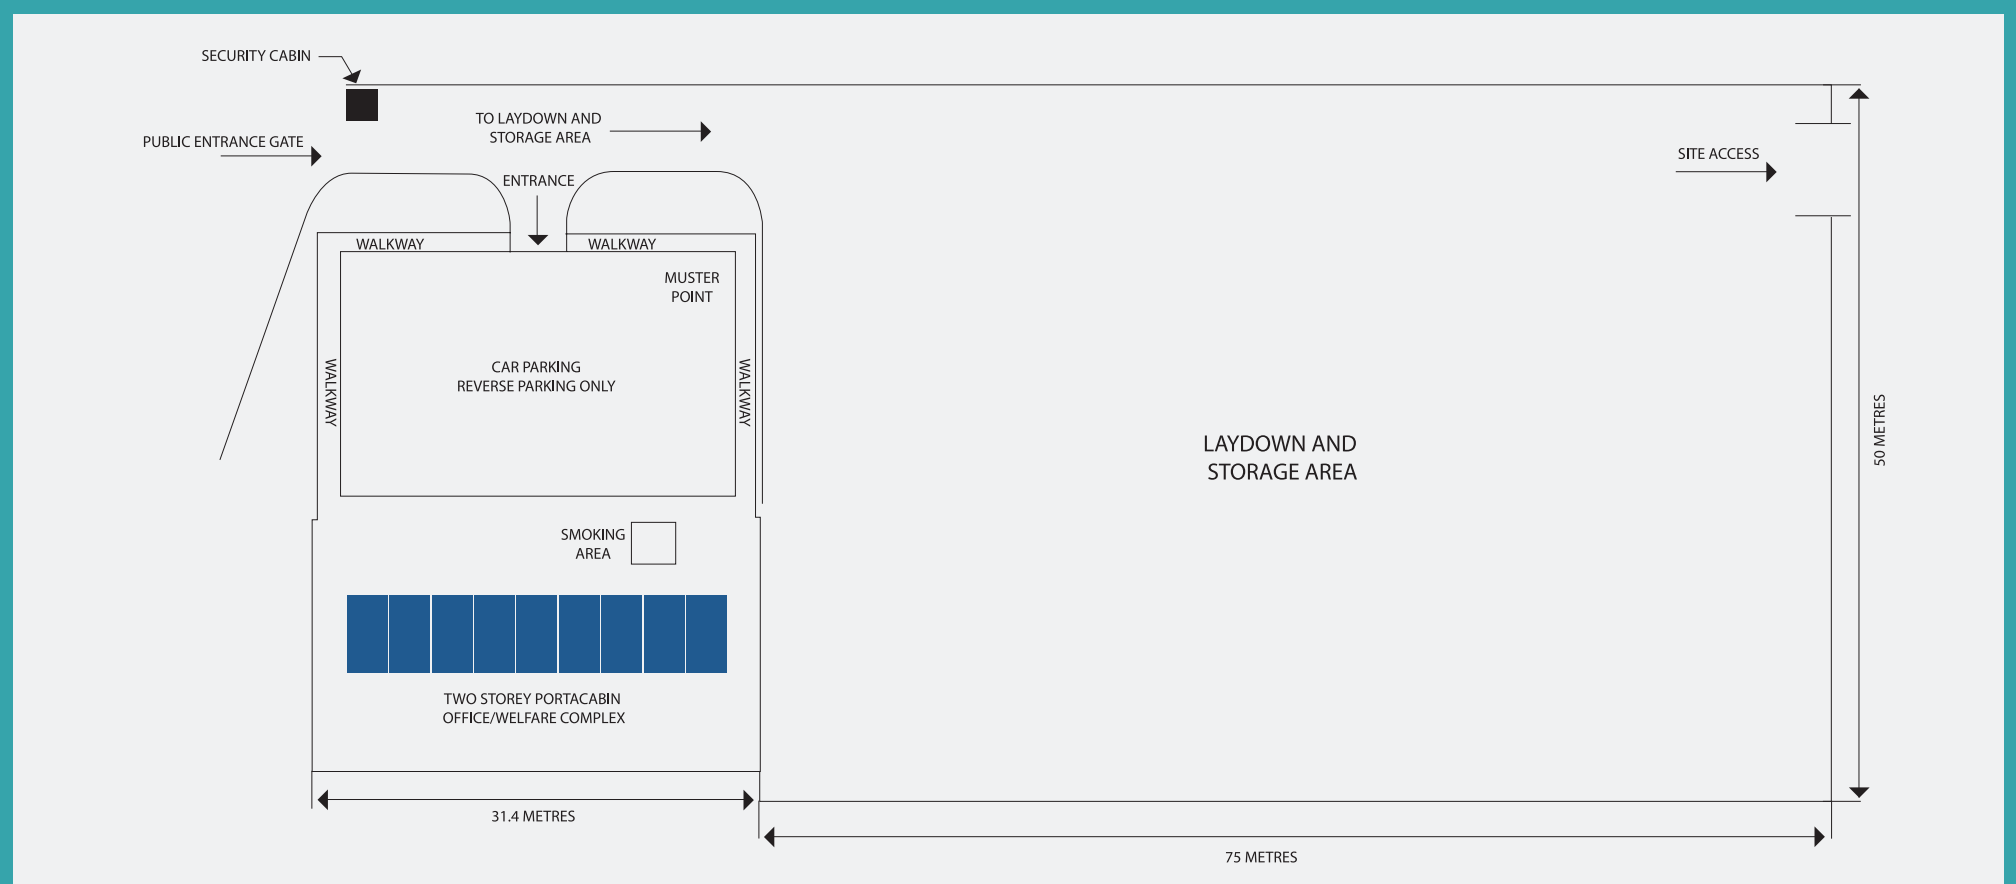 SECURITY CABIN
TO LAYDOWN AND
STORAGE AREA
PUBLIC ENTRANCE GATE
SITE ACCESS
ENTRANCE
WALKWAY
WALKWAY
MUSTER
POINT
WALKWAY
CAR PARKING
REVERSE PARKING ONLY
WALKWAY
LAYDOWN AND
STORAGE AREA
50 METRES
SMOKING
AREA
TWO STOREY PORTACABIN
OFFICE/WELFARE COMPLEX
31.4 METRES
75 METRES